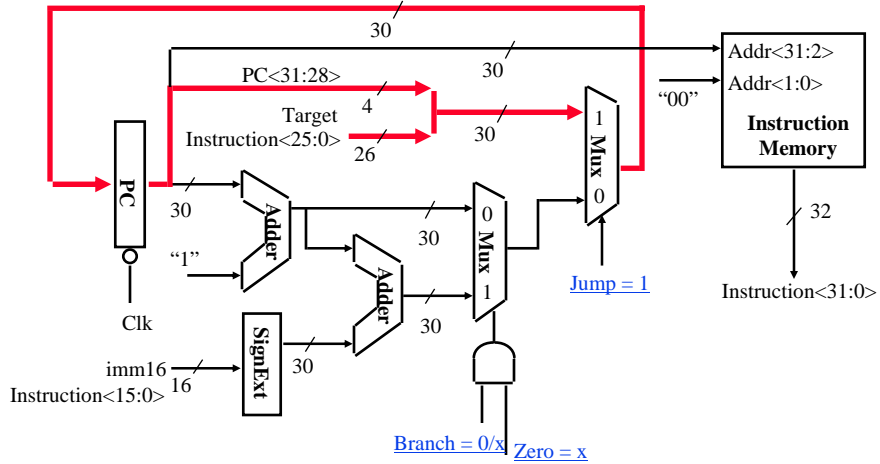 30
30
Addr<31:2>
PC<31:28>
4
"00"
Addr<1:0>
Target
Instruction<25:0>
26
30
1
Mux
0
Instruction
Memory
PC
30
Adder
"1"
30
0
Mux
1
32
Adder
30
Jump = 1
Instruction<31:0>
Clk
SignExt
30
imm16
16
Instruction<15:0>
Branch = 0/x
Zero = x